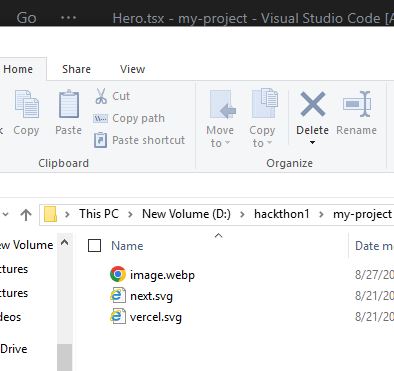 Go ··· Hero.tsx - my-project - Visual Studio Code [A
Home Share View
Copy Paste Cut
Copy path
Paste shortcut
Move to Copy to Delete Rename
Clipboard Organize
This PC > New Volume (D:) > hackthon1 > my-project
ew Volume Name Date m
ctures image.webp 8/27/20
ctures next.svg 8/21/20
deos vercel.svg 8/21/20
Drive